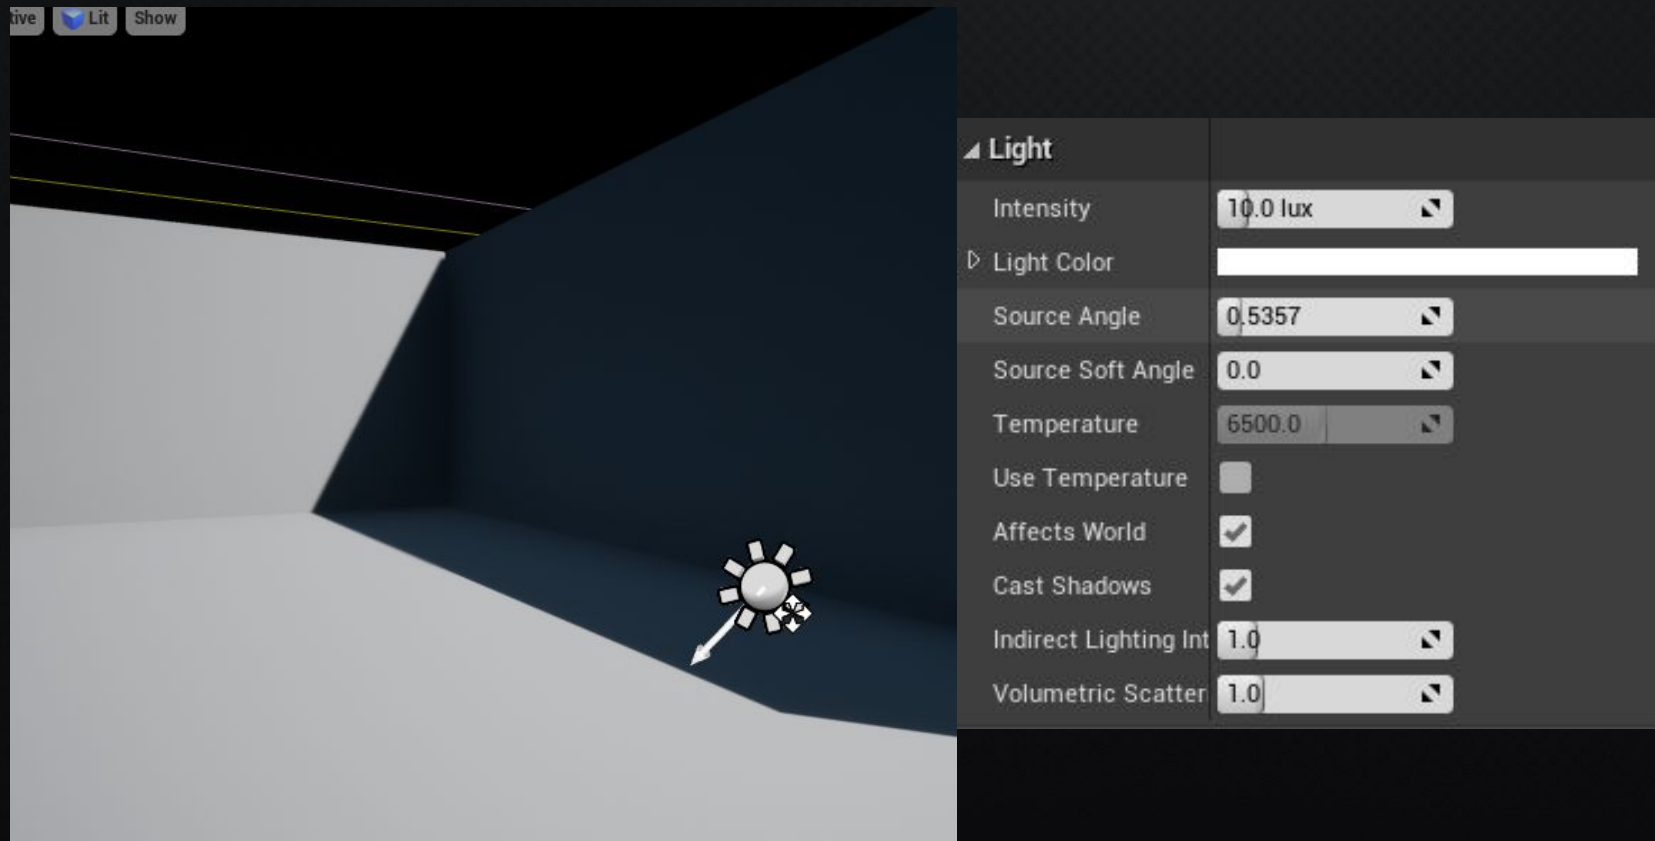 tive Lit Show
Light
Intensity 10.0 lux
Light Color
Source Angle 0.5357
Source Soft Angle 0.0
Temperature 6500.0
Use Temperature
Affects World
Cast Shadows
Indirect Lighting Int 1.0
Volumetric Scatter 1.0